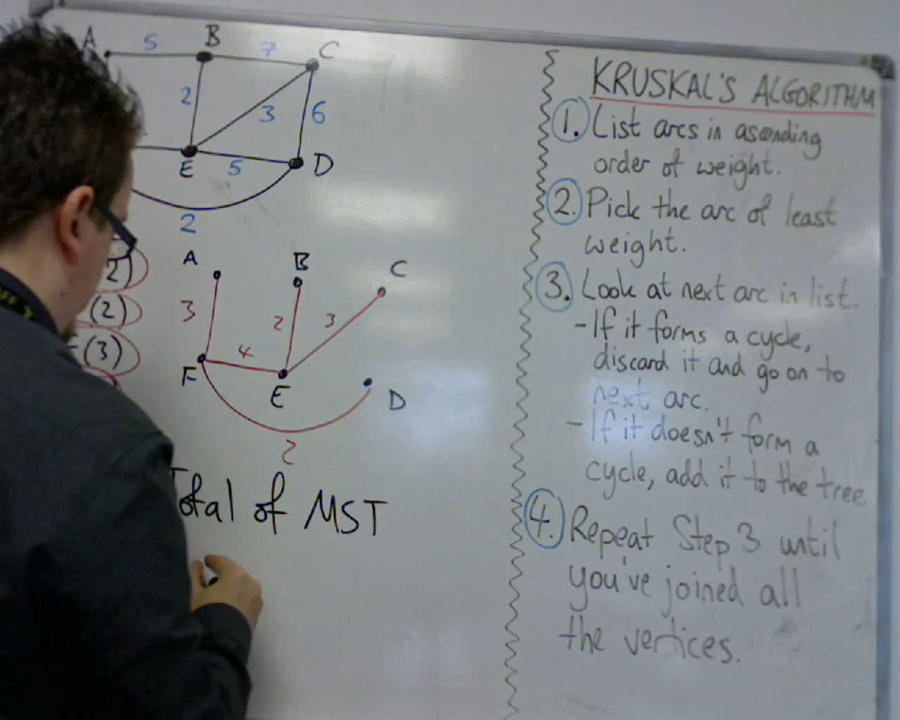 A 5 B 7 C
2 3 6
E 5 D
2
A B C
2)
3 2 3
(2)
(3)
4
F E D
2
Total of MST
KRUSKAL'S ALGORITHM
1. List arcs in ascending
order of weight.
2. Pick the arc of least
weight.
3. Look at next arc in list.
- If it forms a cycle,
discard it and go on to
next arc.
- If it doesn't form a
cycle, add it to the tree.
4. Repeat Step 3 until
you've joined all
the vertices.